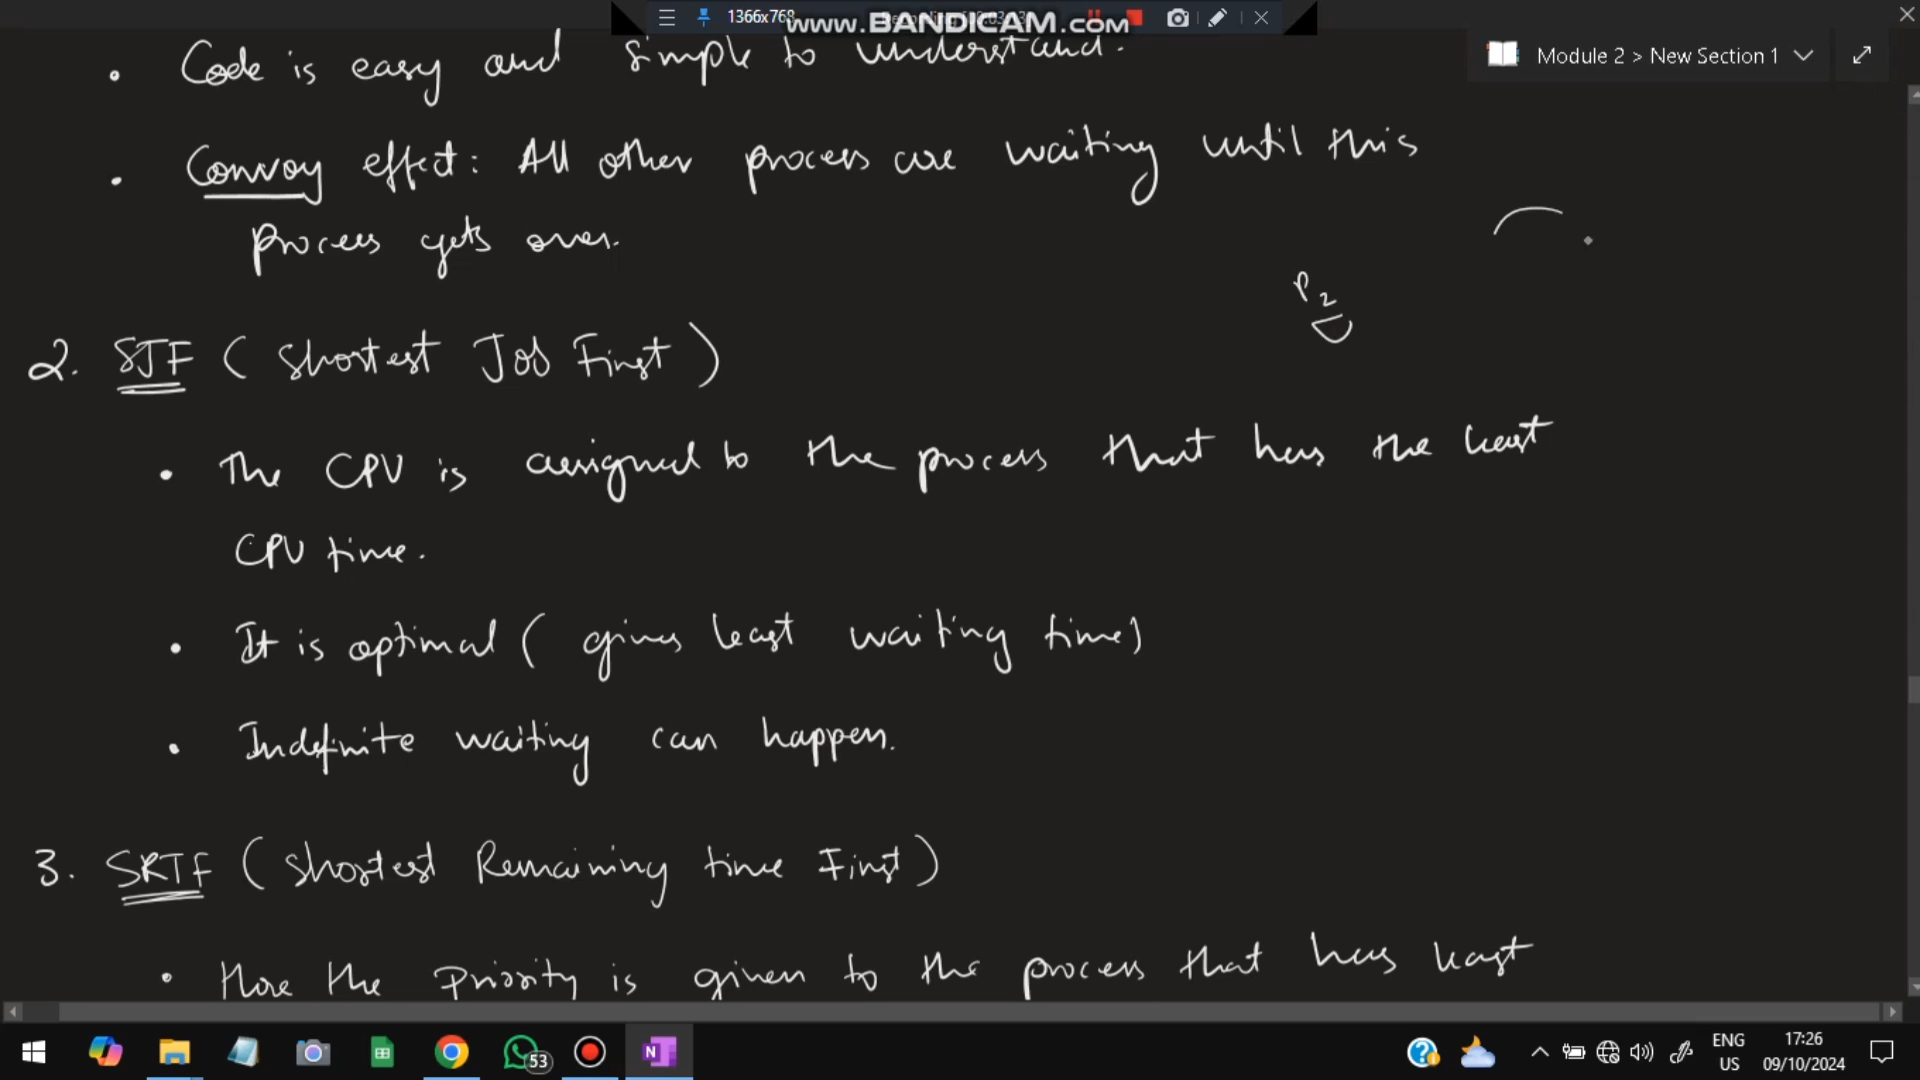 1366x768
www.BANDICAM.com
Module 2 > New Section 1
• Code is easy and simple to understand.
• Convoy effect: All other process are waiting until this
process gets over.
P2
2. SJF (Shortest Job First)
• The CPU is assigned to the process that has the least
CPU time.
• It is optimal (gives least waiting time)
• Indefinite waiting can happen.
3. SRTF (Shortest Remaining time First)
• Here the Priority is given to the process that has least
53
ENG
US
17:26
09/10/2024